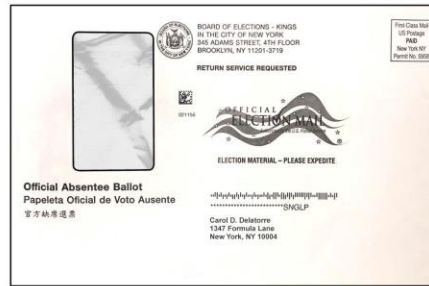 BOARD OF ELECTIONS - KINGS
IN THE CITY OF NEW YORK
345 ADAMS STREET, 4TH FLOOR
BROOKLYN, NY 11201-3719
RETURN SERVICE REQUESTED
First-Class Mail
US Postage
PAID
New York NY
OFFICIAL
ELECTION MAIL
ELECTION MATERIAL – PLEASE EXPEDITE
Official Absentee Ballot
Papeleta Oficial de Voto Ausente
官方缺席選票
SNGLP
Carol D. Delatorre
1347 Formula Lane
New York, NY 10004